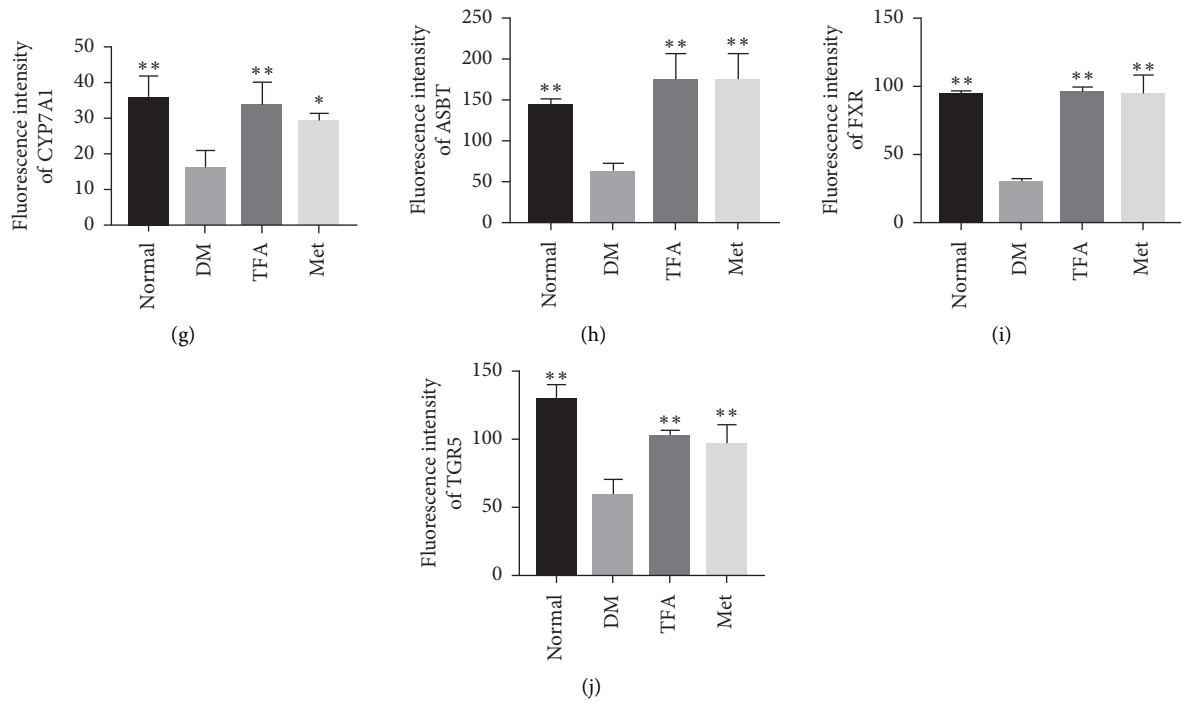 Fluorescence intensity
of CYP7A1
50
40
30
20
10
0
**
**
*
Normal
DM
TFA
Met
(g)
Fluorescence intensity
of ASBT
250
200
150
100
50
0
**
**
**
Normal
DM
TFA
Met
(h)
Fluorescence intensity
of FXR
150
100
50
0
**
**
**
Normal
DM
TFA
Met
(i)
Fluorescence intensity
of TGR5
150
100
50
0
**
**
**
Normal
DM
TFA
Met
(j)